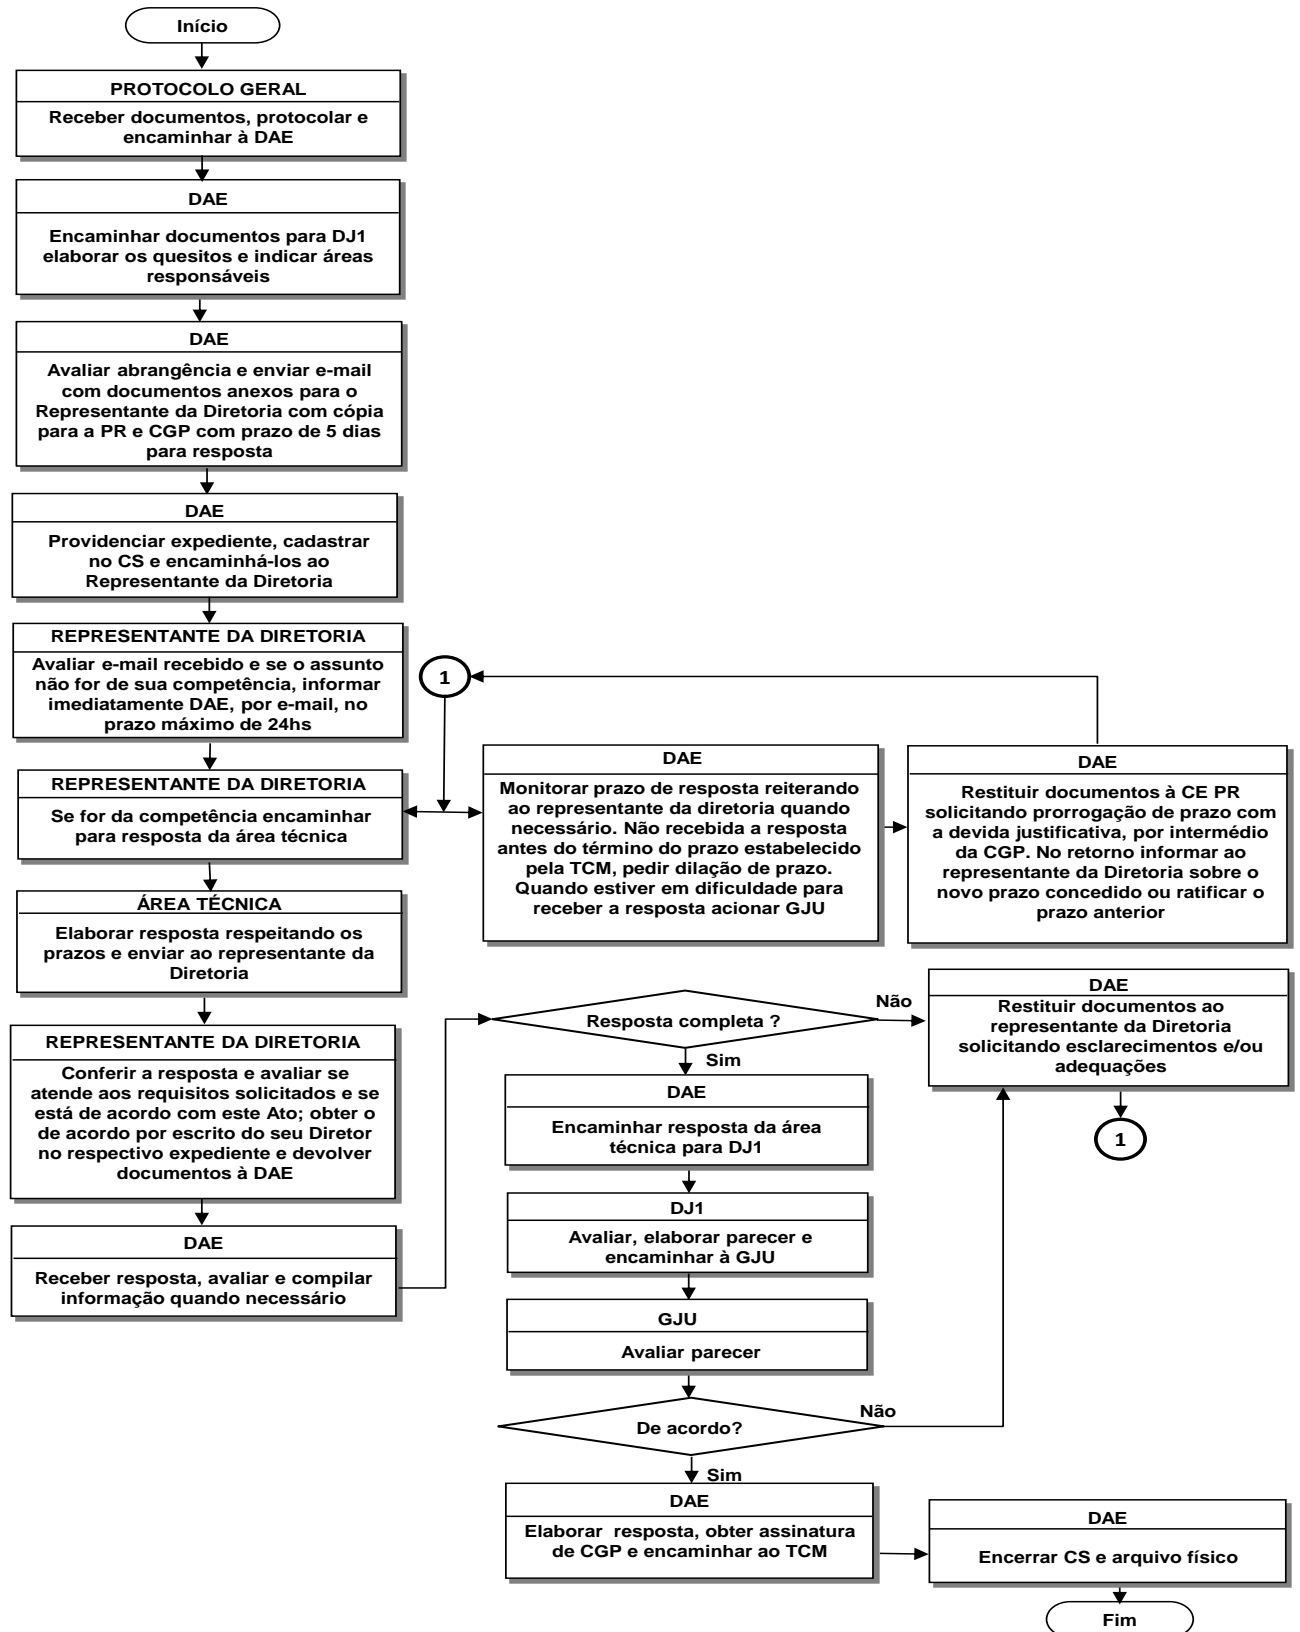 Início
PROTOCOLO GERAL
Receber documentos, protocolar e
encaminhar à DAE
DAE
Encaminhar documentos para DJ1
elaborar os quesitos e indicar áreas
responsáveis
DAE
Avaliar abrangência e enviar e-mail
com documentos anexos para o
Representante da Diretoria com cópia
para a PR e CGP com prazo de 5 dias
para resposta
DAE
Providenciar expediente, cadastrar
no CS e encaminhá-los ao
Representante da Diretoria
REPRESENTANTE DA DIRETORIA
Avaliar e-mail recebido e se o assunto
não for de sua competência, informar
imediatamente DAE, por e-mail, no
prazo máximo de 24hs
REPRESENTANTE DA DIRETORIA
Se for da competência encaminhar
para resposta da área técnica
1
DAE
Monitorar prazo de resposta reiterando
ao representante da diretoria quando
necessário. Não recebida a resposta
antes do término do prazo estabelecido
pela TCM, pedir dilação de prazo.
Quando estiver em dificuldade para
receber a resposta acionar GJU
DAE
Restituir documentos à CE PR
solicitando prorrogação de prazo com
a devida justificativa, por intermédio
da CGP. No retorno informar ao
representante da Diretoria sobre o
novo prazo concedido ou ratificar o
prazo anterior
ÁREA TÉCNICA
Elaborar resposta respeitando os
prazos e enviar ao representante da
Diretoria
REPRESENTANTE DA DIRETORIA
Conferir a resposta e avaliar se
atende aos requisitos solicitados e se
está de acordo com este Ato; obter o
de acordo por escrito do seu Diretor
no respectivo expediente e devolver
documentos à DAE
DAE
Receber resposta, avaliar e compilar
informação quando necessário
Resposta completa ?
Não
Sim
DAE
Restituir documentos ao
representante da Diretoria
solicitando esclarecimentos e/ou
adequações
1
DAE
Encaminhar resposta da área
técnica para DJ1
DJ1
Avaliar, elaborar parecer e
encaminhar à GJU
GJU
Avaliar parecer
De acordo?
Não
Sim
DAE
Elaborar resposta, obter assinatura
de CGP e encaminhar ao TCM
DAE
Encerrar CS e arquivo físico
Fim